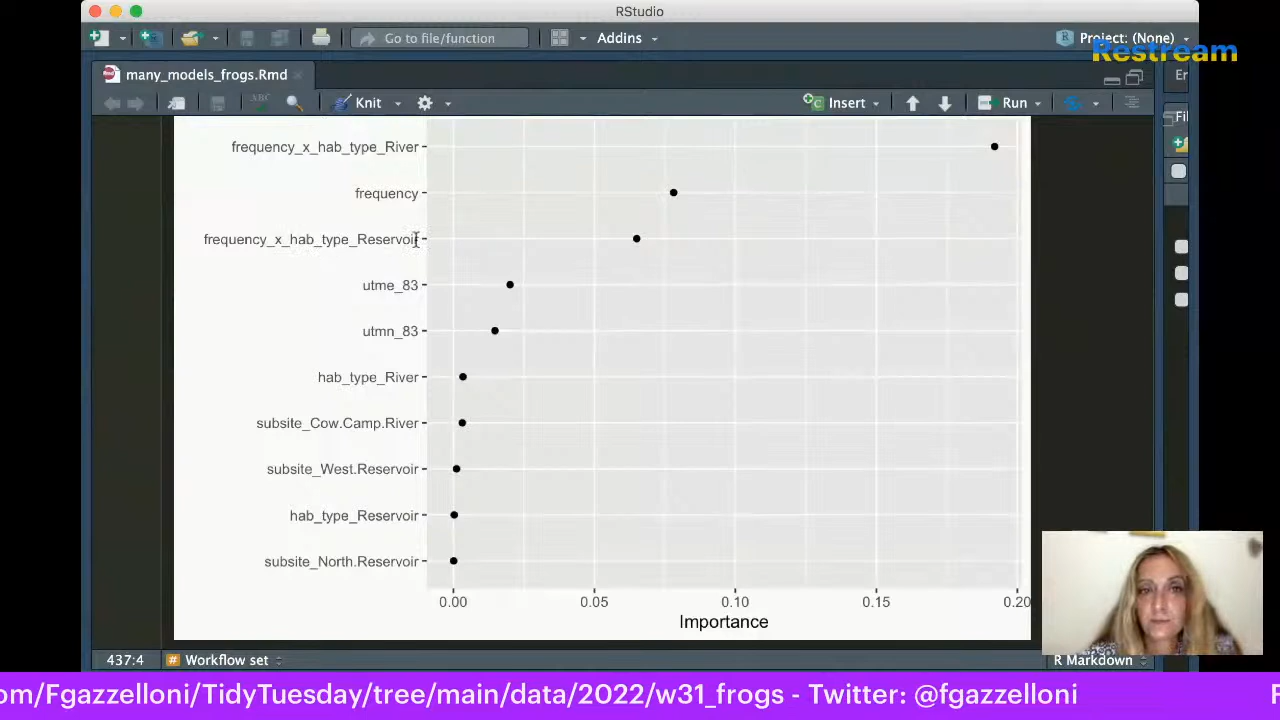 RStudio
Go to file/function
Addins
Project: (None)
Restream
many_models_frogs.Rmd
ABC
Knit
Insert
Run
frequency_x_hab_type_River
frequency
frequency_x_hab_type_Reservoir
utme_83
utmn_83
hab_type_River
subsite_Cow.Camp.River
subsite_West.Reservoir
hab_type_Reservoir
subsite_North.Reservoir
0.00 0.05 0.10 0.15 0.20
Importance
437:4 # Workflow set R Markdown
om/Fgazzelloni/TidyTuesday/tree/main/data/2022/w31_frogs - Twitter: @fgazzelloni